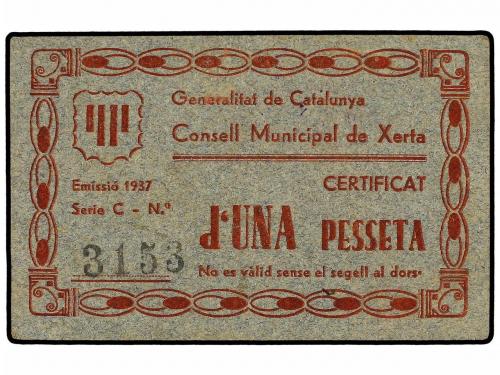 Generalitat de Catalunya
Consell Municipal de Xerta
Emissió 1937
CERTIFICAT
Serie C - N.º
d'UNA PESSETA
3153
No es vàlid sense el segell al dors·